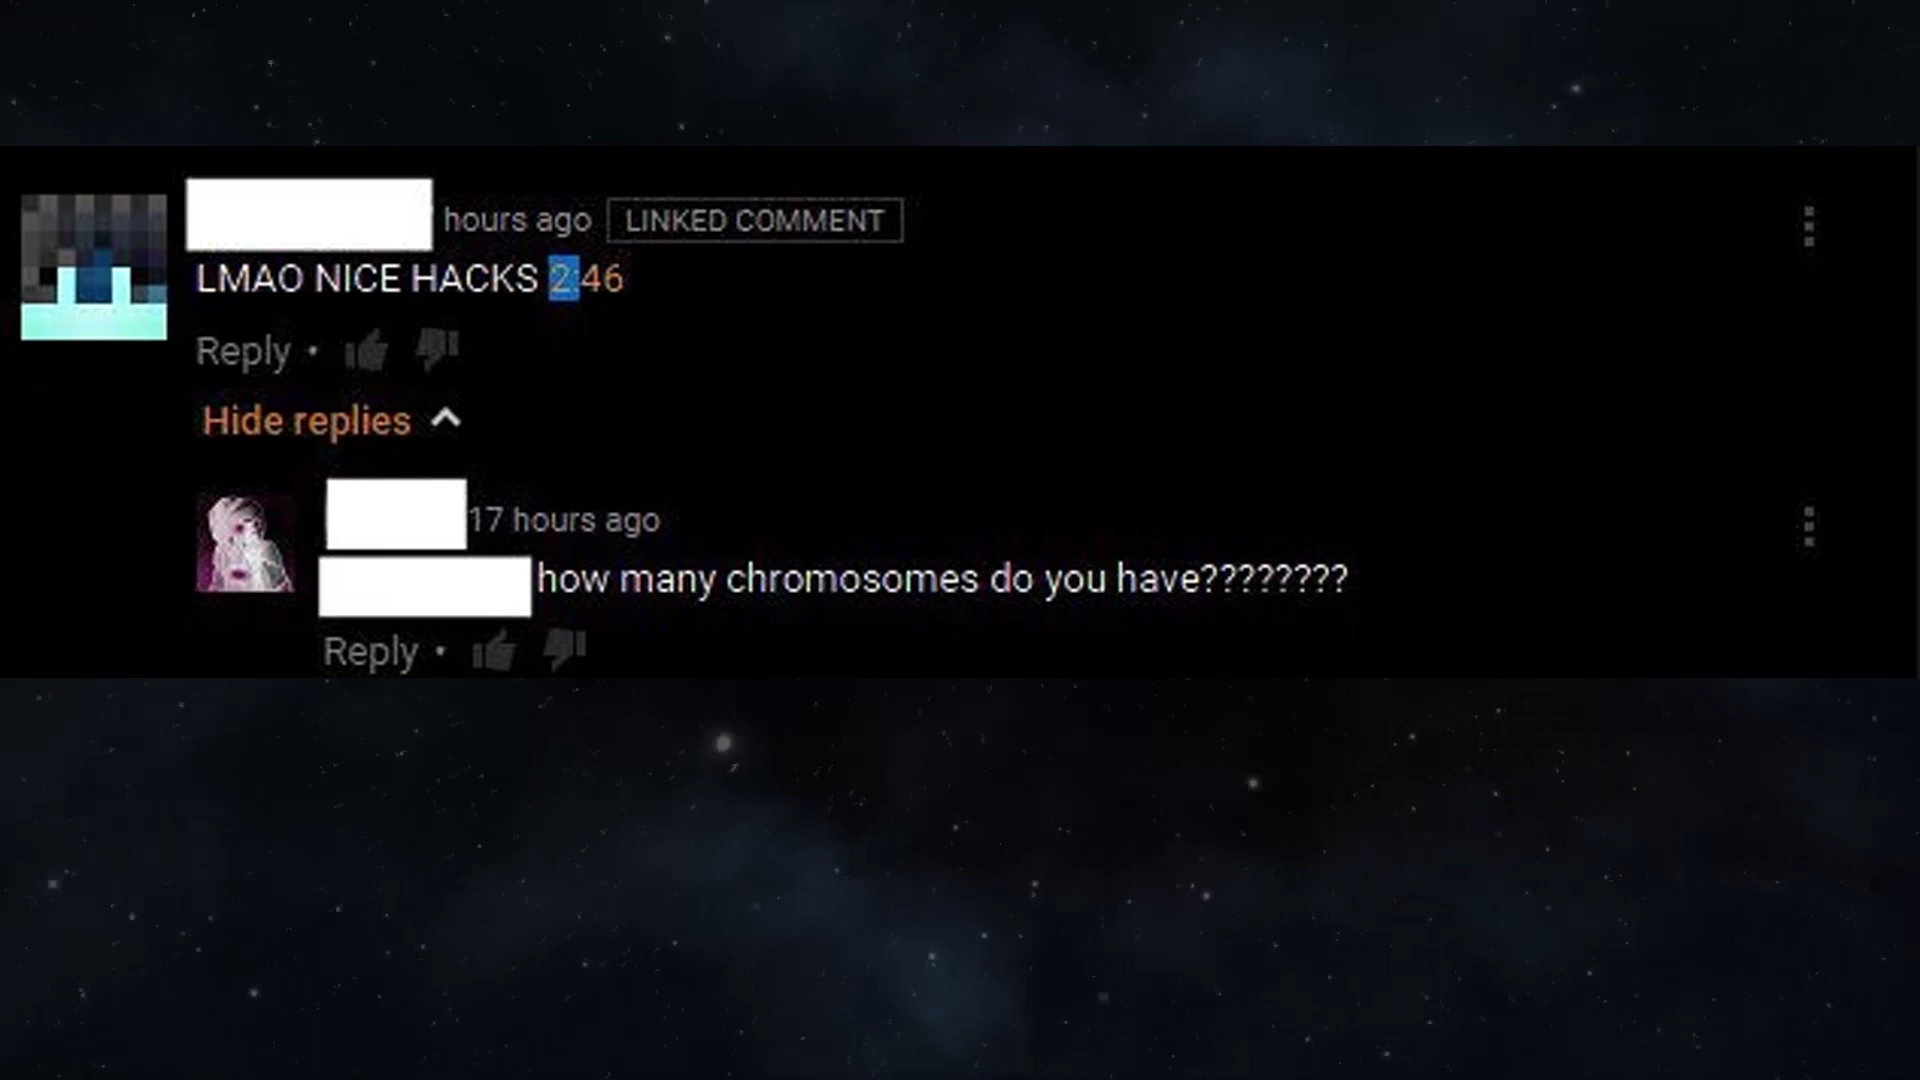 hours ago LINKED COMMENT
LMAO NICE HACKS 2:46
Reply •
Hide replies
17 hours ago
how many chromosomes do you have????????
Reply •